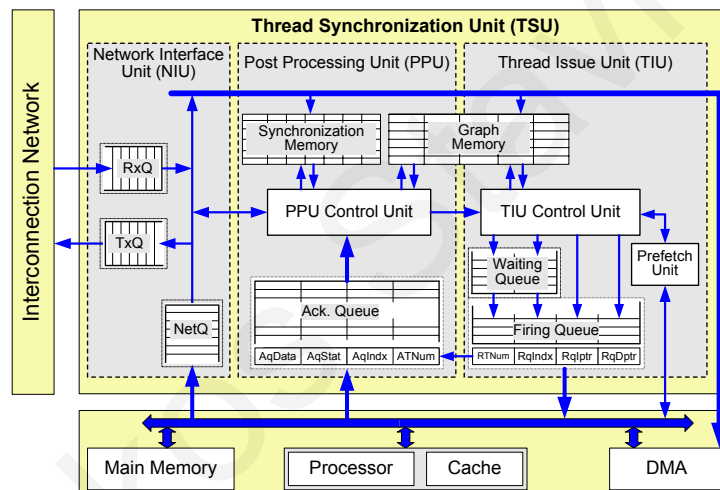 Thread Synchronization Unit (TSU)
Network Interface
Unit (NIU)
Post Processing Unit (PPU)
Thread Issue Unit (TIU)
Interconnection Network
Synchronization
Memory
Graph
Memory
RxQ
PPU Control Unit
TIU Control Unit
TxQ
Waiting
Queue
Prefetch
Unit
NetQ
Ack. Queue
Firing Queue
AqData AqStat AqIndx ATNum
RTNum RqIndx RqIptr RqDptr
Main Memory
Processor
Cache
DMA